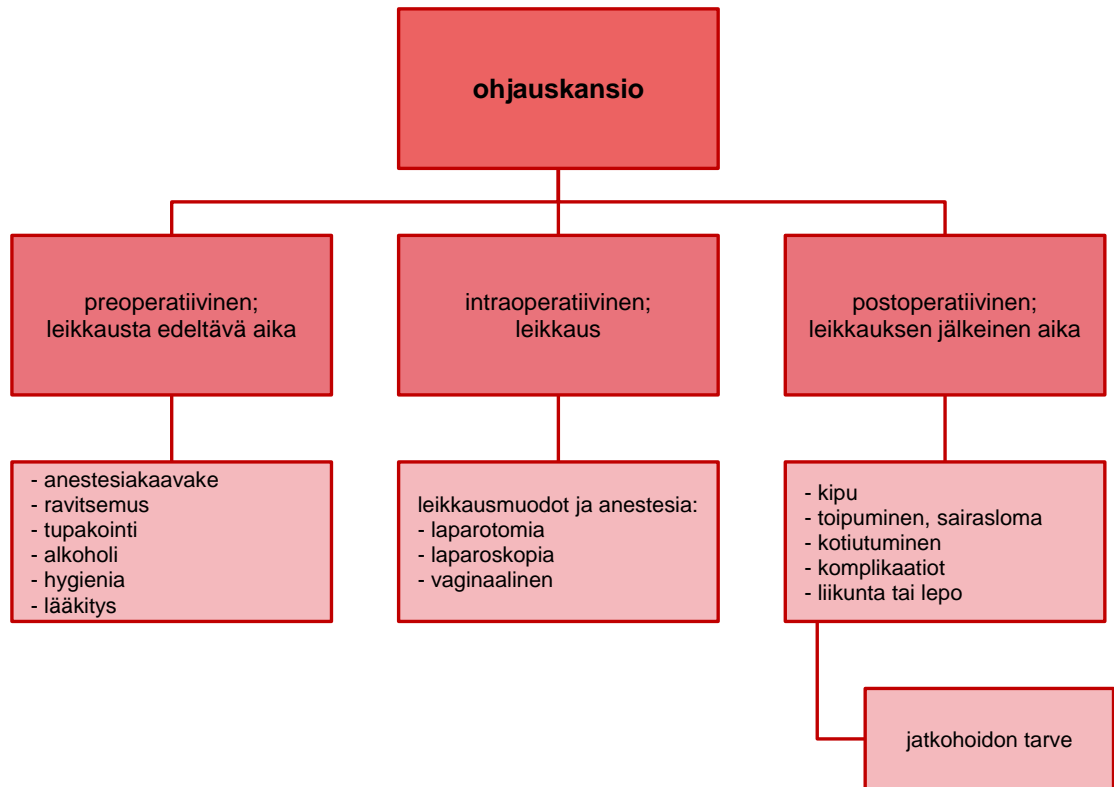 ohjauskansio
preoperatiivinen;
leikkausta edeltävä aika
intraoperatiivinen;
leikkaus
postoperatiivinen;
leikkauksen jälkeinen aika
- anestesiakaavake
- ravitsemus
- tupakointi
- alkoholi
- hygienia
- lääkitys
leikkausmuodot ja anestesia:
- laparotomia
- laparoskopia
- vaginaalinen
- kipu
- toipuminen, sairasloma
- kotiutuminen
- komplikaatiot
- liikunta tai lepo
jatkohoidon tarve